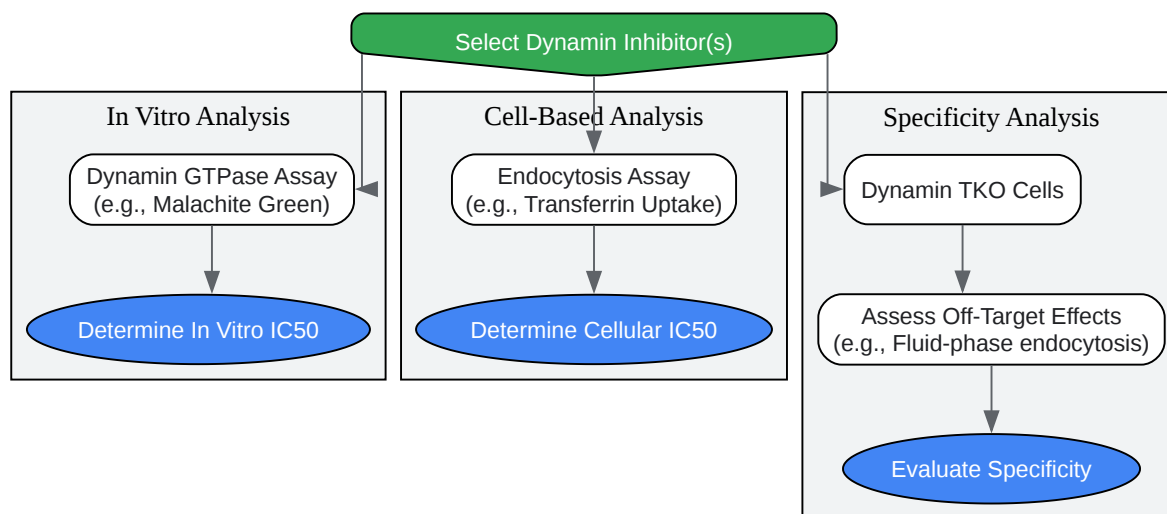 Select Dynamin Inhibitor(s)
In Vitro Analysis
Dynamin GTPase Assay
(e.g., Malachite Green)
Determine In Vitro IC50
Cell-Based Analysis
Endocytosis Assay
(e.g., Transferrin Uptake)
Determine Cellular IC50
Specificity Analysis
Dynamin TKO Cells
Assess Off-Target Effects
(e.g., Fluid-phase endocytosis)
Evaluate Specificity